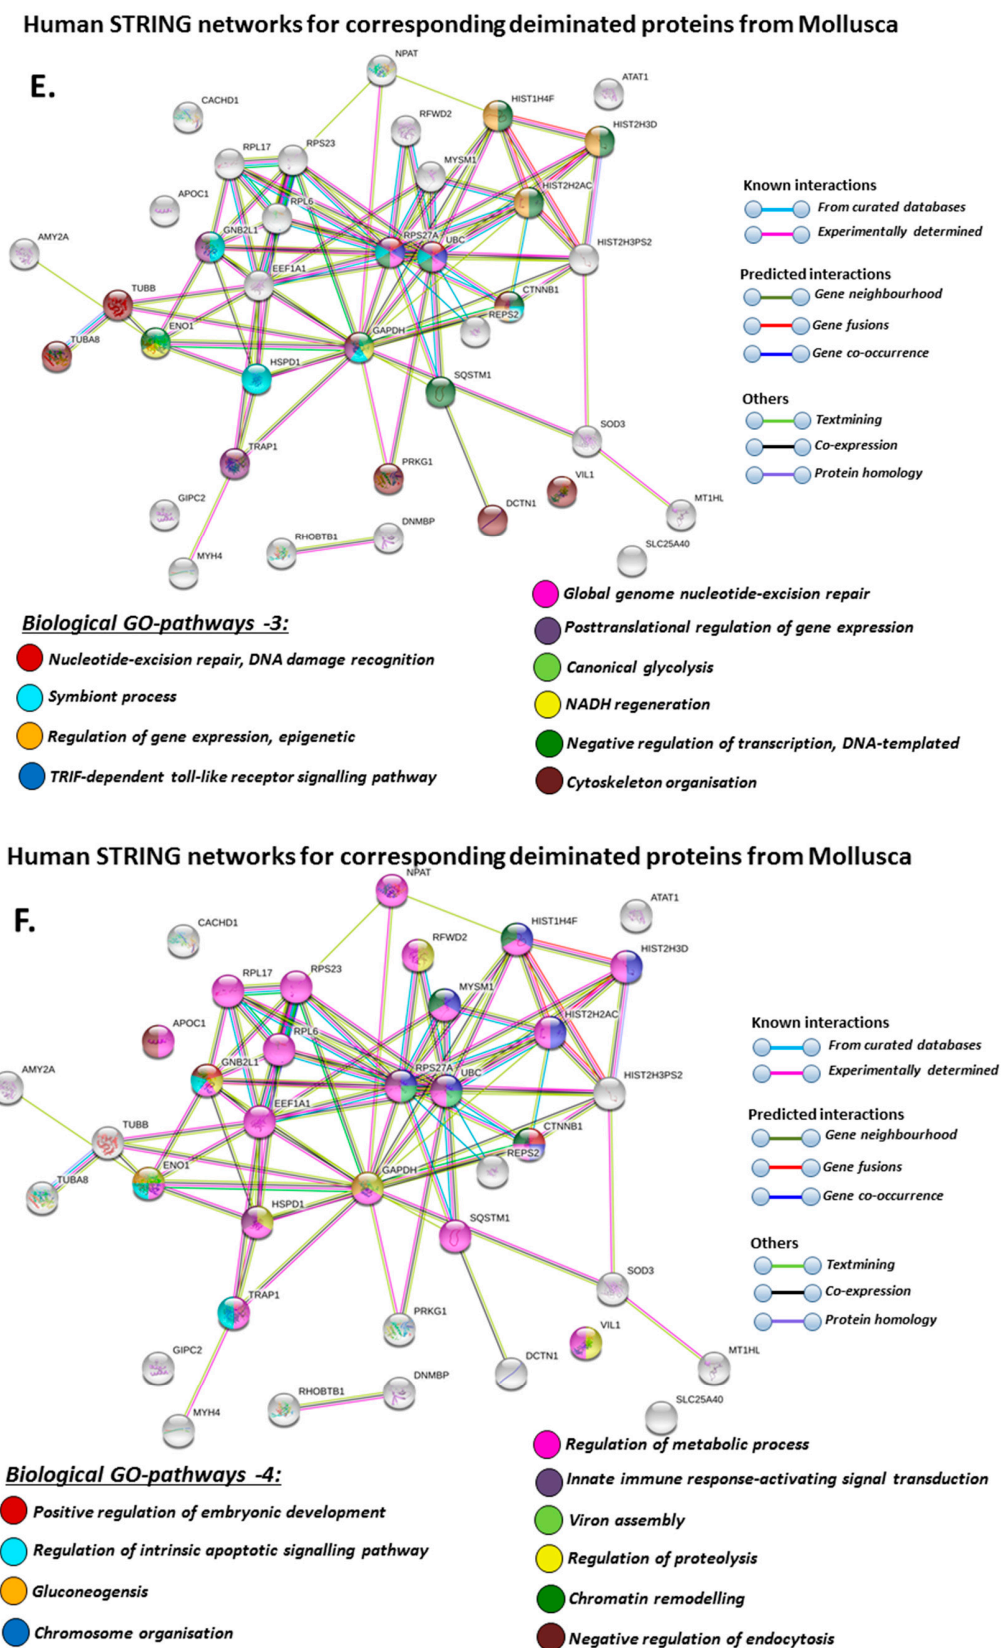 Human STRING networks for corresponding deiminated proteins from Mollusca
E.
NPAT
ATAT1
CACHD1
RFWD2
HIST1H4F
HIST2H3D
RPL17
RPS23
MYSM1
APOC1
RPL6
HIST2H2AC
GNB2L1
RPS27A
UBC
HIST2H3PS2
AMY2A
EEF1A1
TUBB
CTNNB1
REPS2
ENO1
GAPDH
TUBA8
HSPD1
SQSTM1
SOD3
TRAP1
PRKG1
VIL1
GIPC2
DCTN1
MT1HL
DNMBP
RHOBTB1
SLC25A40
MYH4
Known interactions
From curated databases
Experimentally determined
Predicted interactions
Gene neighbourhood
Gene fusions
Gene co-occurrence
Others
Textmining
Co-expression
Protein homology
Biological GO-pathways -3:
Nucleotide-excision repair, DNA damage recognition
Symbiont process
Regulation of gene expression, epigenetic
TRIF-dependent toll-like receptor signalling pathway
Global genome nucleotide-excision repair
Posttranslational regulation of gene expression
Canonical glycolysis
NADH regeneration
Negative regulation of transcription, DNA-templated
Cytoskeleton organisation
Human STRING networks for corresponding deiminated proteins from Mollusca
F.
NPAT
ATAT1
CACHD1
RFWD2
HIST1H4F
HIST2H3D
RPL17
RPS23
MYSM1
APOC1
RPL6
HIST2H2AC
GNB2L1
RPS27A
UBC
HIST2H3PS2
AMY2A
EEF1A1
TUBB
CTNNB1
REPS2
ENO1
GAPDH
TUBA8
HSPD1
SQSTM1
SOD3
TRAP1
PRKG1
VIL1
GIPC2
DCTN1
MT1HL
DNMBP
RHOBTB1
SLC25A40
MYH4
Known interactions
From curated databases
Experimentally determined
Predicted interactions
Gene neighbourhood
Gene fusions
Gene co-occurrence
Others
Textmining
Co-expression
Protein homology
Biological GO-pathways -4:
Positive regulation of embryonic development
Regulation of intrinsic apoptotic signalling pathway
Gluconeogensis
Chromosome organisation
Regulation of metabolic process
Innate immune response-activating signal transduction
Viron assembly
Regulation of proteolysis
Chromatin remodelling
Negative regulation of endocytosis